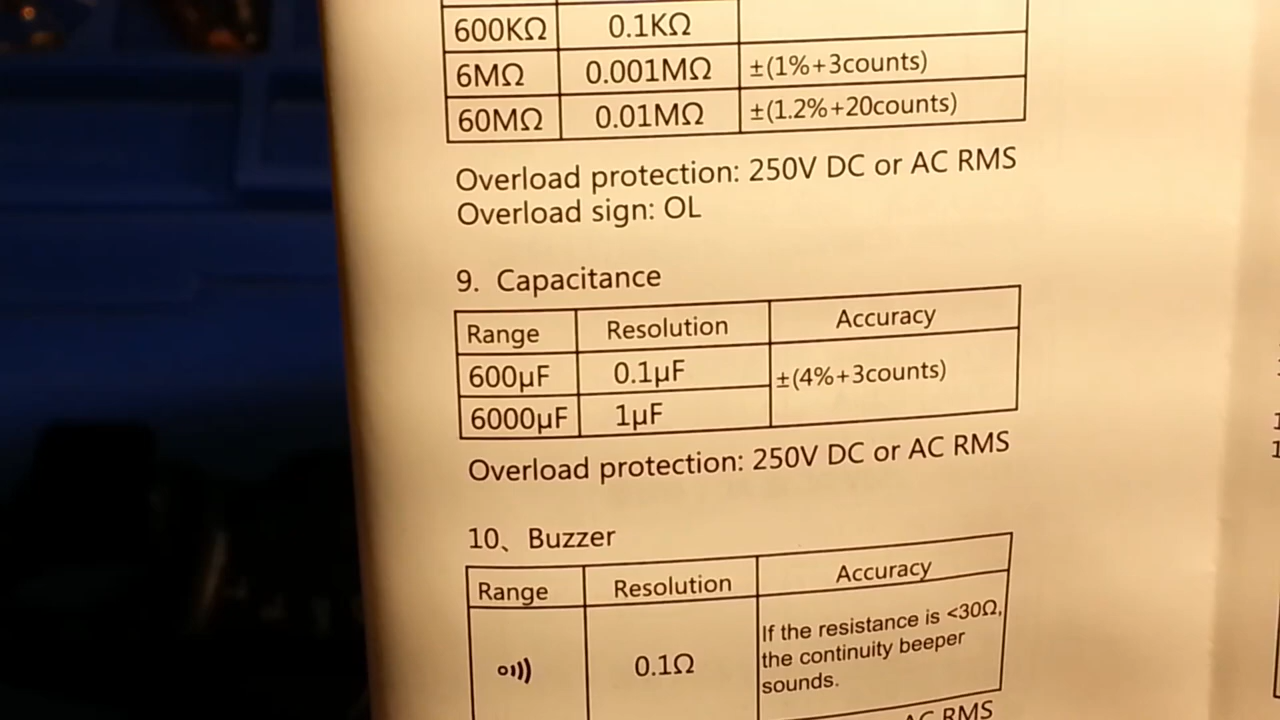 600KΩ 0.1KΩ
6MΩ 0.001MΩ ±(1%+3counts)
60MΩ 0.01MΩ ±(1.2%+20counts)
Overload protection: 250V DC or AC RMS
Overload sign: OL
9. Capacitance
Range Resolution Accuracy
600μF 0.1μF ±(4%+3counts)
6000μF 1μF
Overload protection: 250V DC or AC RMS
10、Buzzer
Range Resolution Accuracy
If the resistance is <30Ω,
0.1Ω the continuity beeper
sounds.
AC RMS